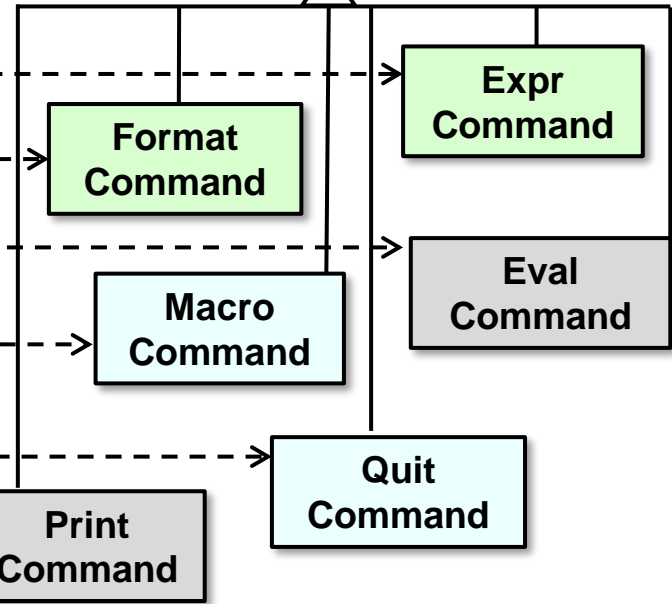 Expr
Command
Format
Command
Eval
Command
Macro
Command
Quit
Command
Print
Command